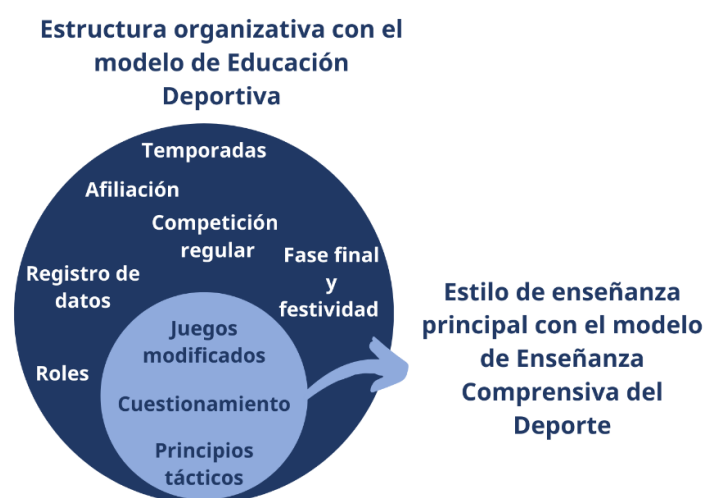 Estructura organizativa con el
modelo de Educación
Deportiva
Temporadas
Afiliación
Competición
regular
Fase final
y
festividad
Registro de
datos
Roles
Juegos
modificados
Cuestionamiento
Principios
tácticos
Estilo de enseñanza
principal con el modelo
de Enseñanza
Comprensiva del
Deporte